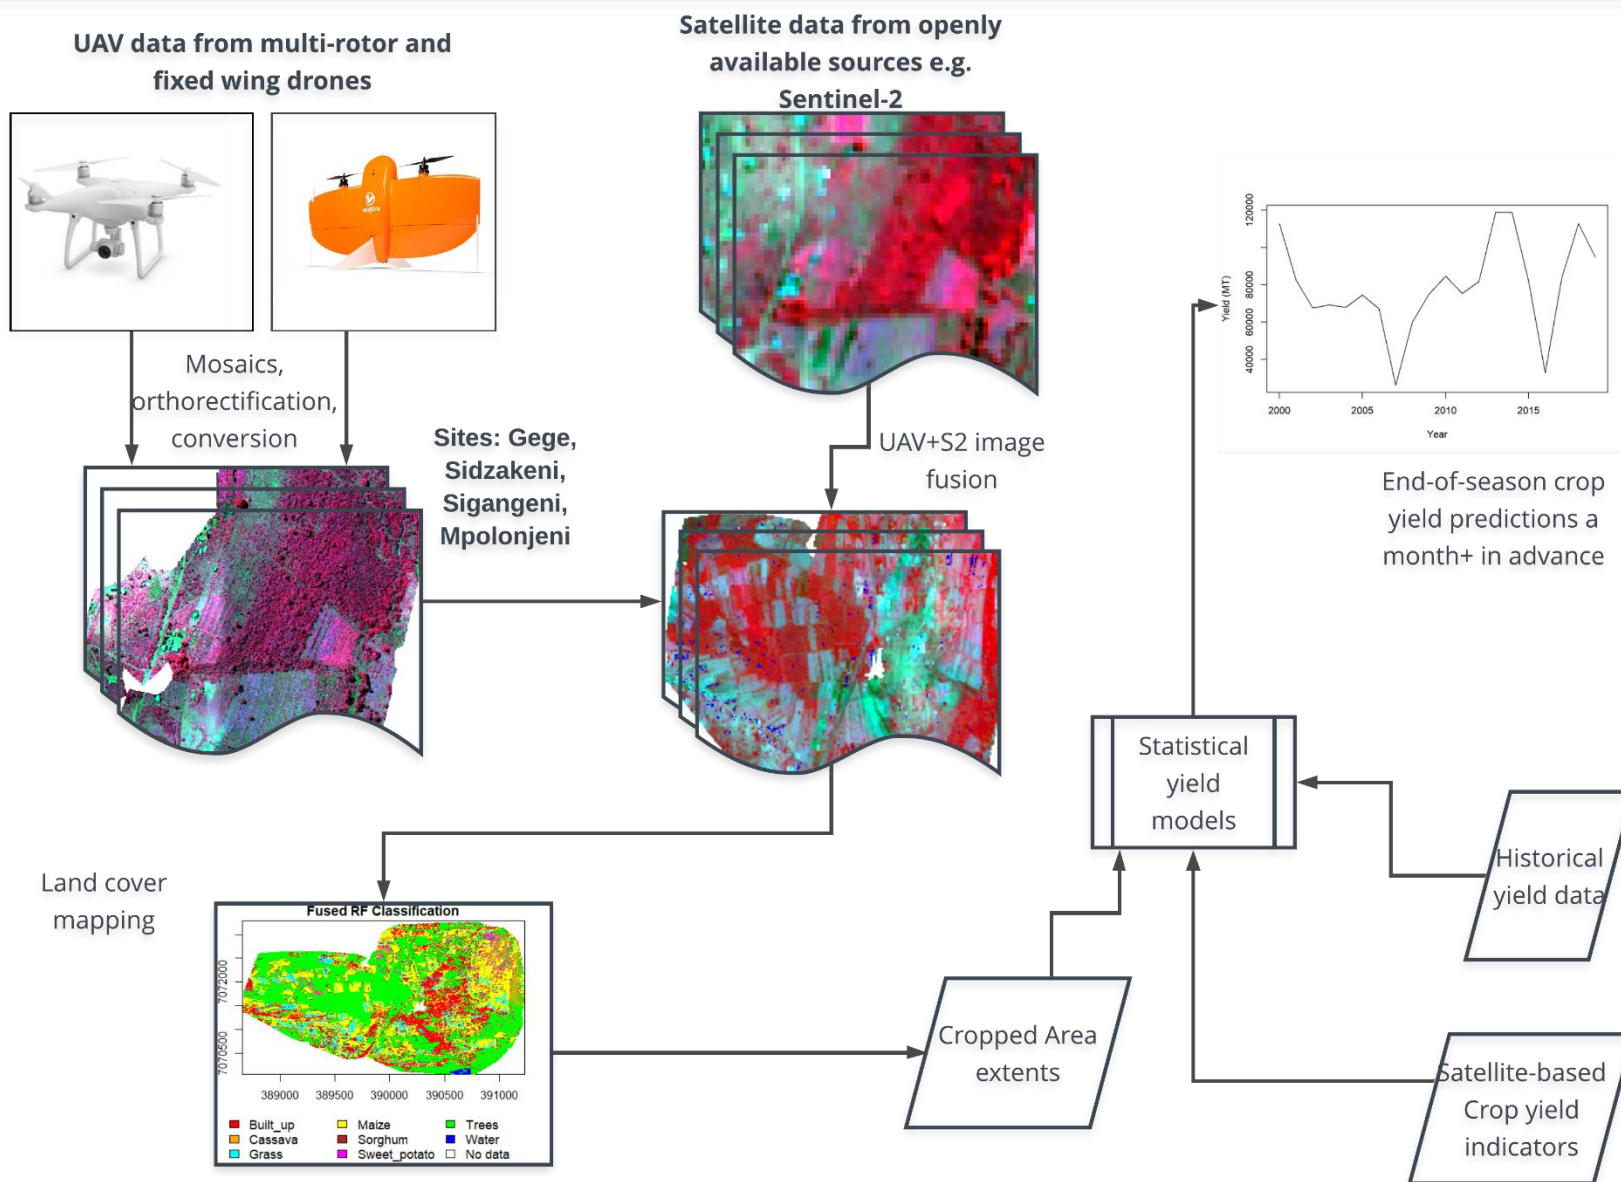 UAV data from multi-rotor and
fixed wing drones
Satellite data from openly
available sources e.g.
Sentinel-2
Mosaics,
orthorectification,
conversion
Sites: Gege,
Sidzakeni,
Sigangeni,
Mpolonjeni
UAV+S2 image
fusion
Yield (MT)
120000
80000
60000
40000
2000
2005
2010
2015
Year
End-of-season crop
yield predictions a
month+ in advance
Statistical
yield
models
Historical
yield data
Land cover
mapping
Fused RF Classification
7072000
7070500
389000
389500
390000
390500
391000
Built_up
Maize
Trees
Cassava
Sorghum
Water
Grass
Sweet_potato
No data
Cropped Area
extents
Satellite-based
Crop yield
indicators